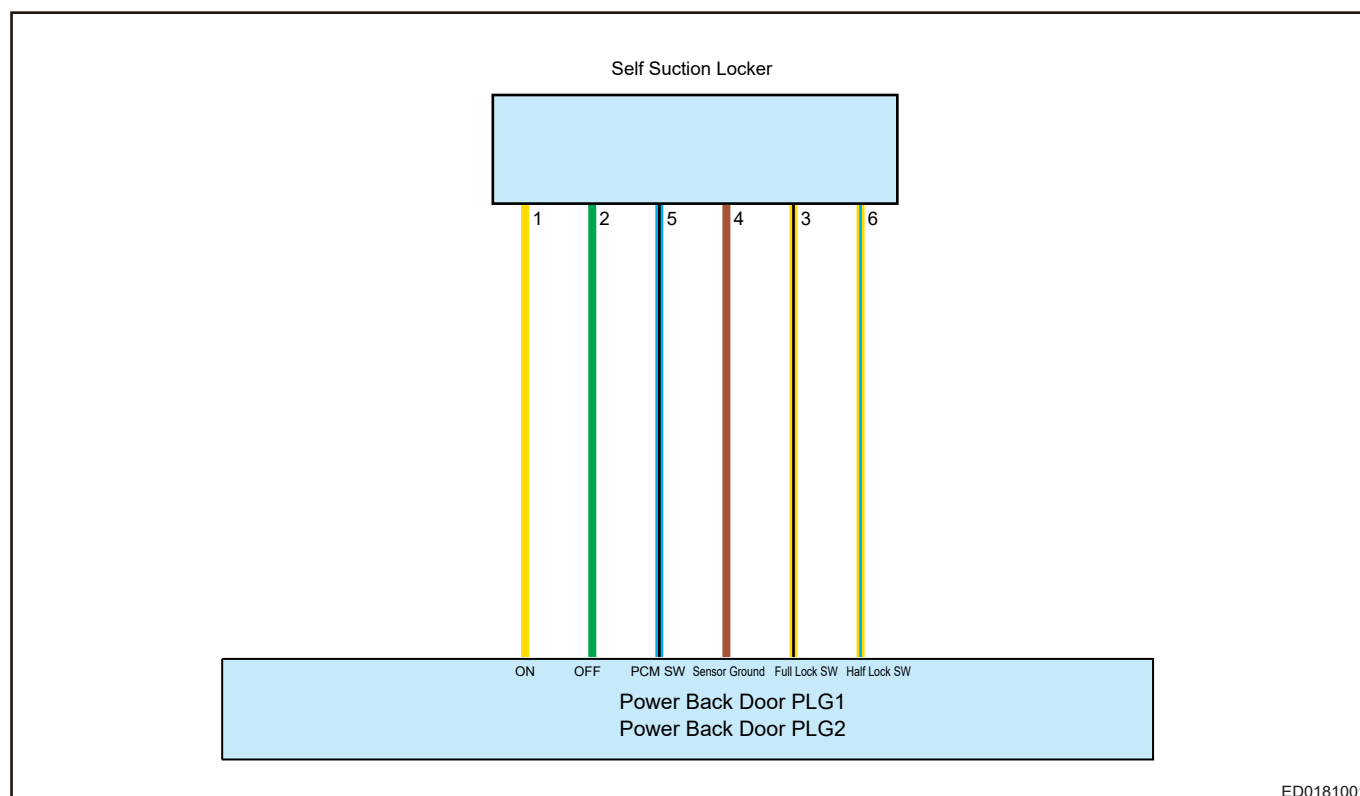 Self Suction Locker
1 2 5 4 3 6
ON OFF PCM SW Sensor Ground Full Lock SW Half Lock SW
Power Back Door PLG1
Power Back Door PLG2